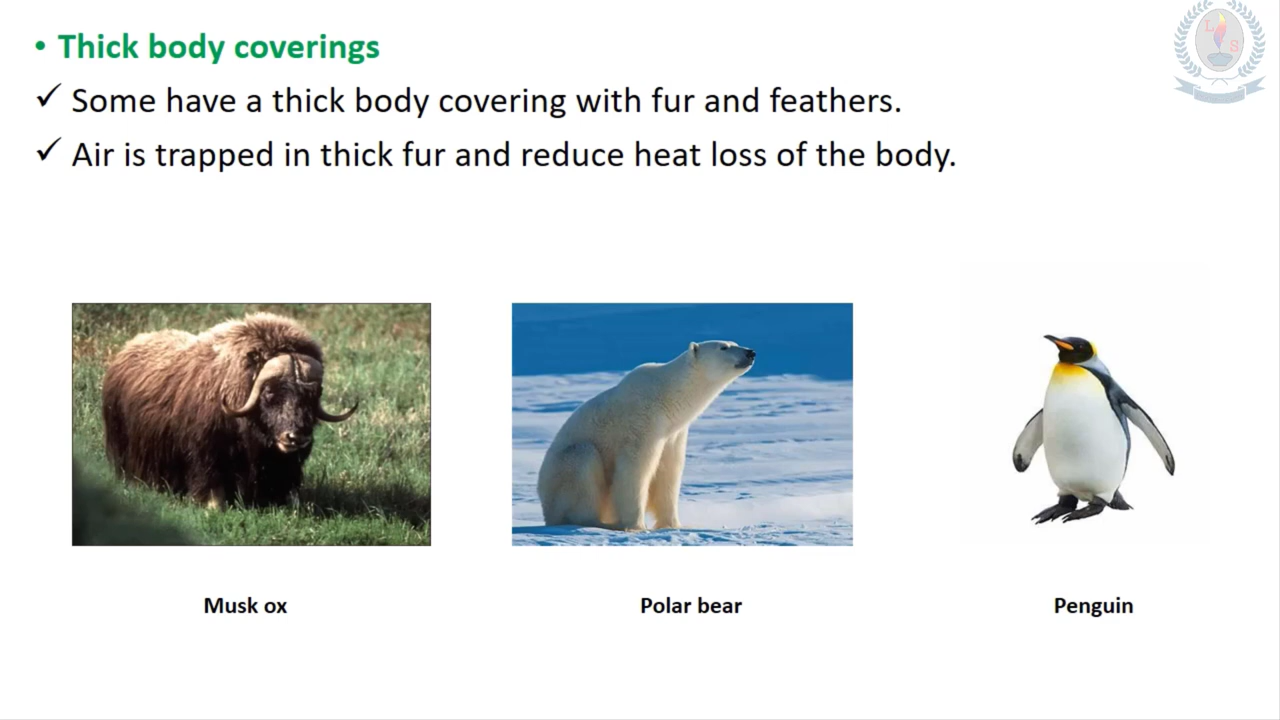 • Thick body coverings
✓ Some have a thick body covering with fur and feathers.
✓ Air is trapped in thick fur and reduce heat loss of the body.
L S
Musk ox
Polar bear
Penguin